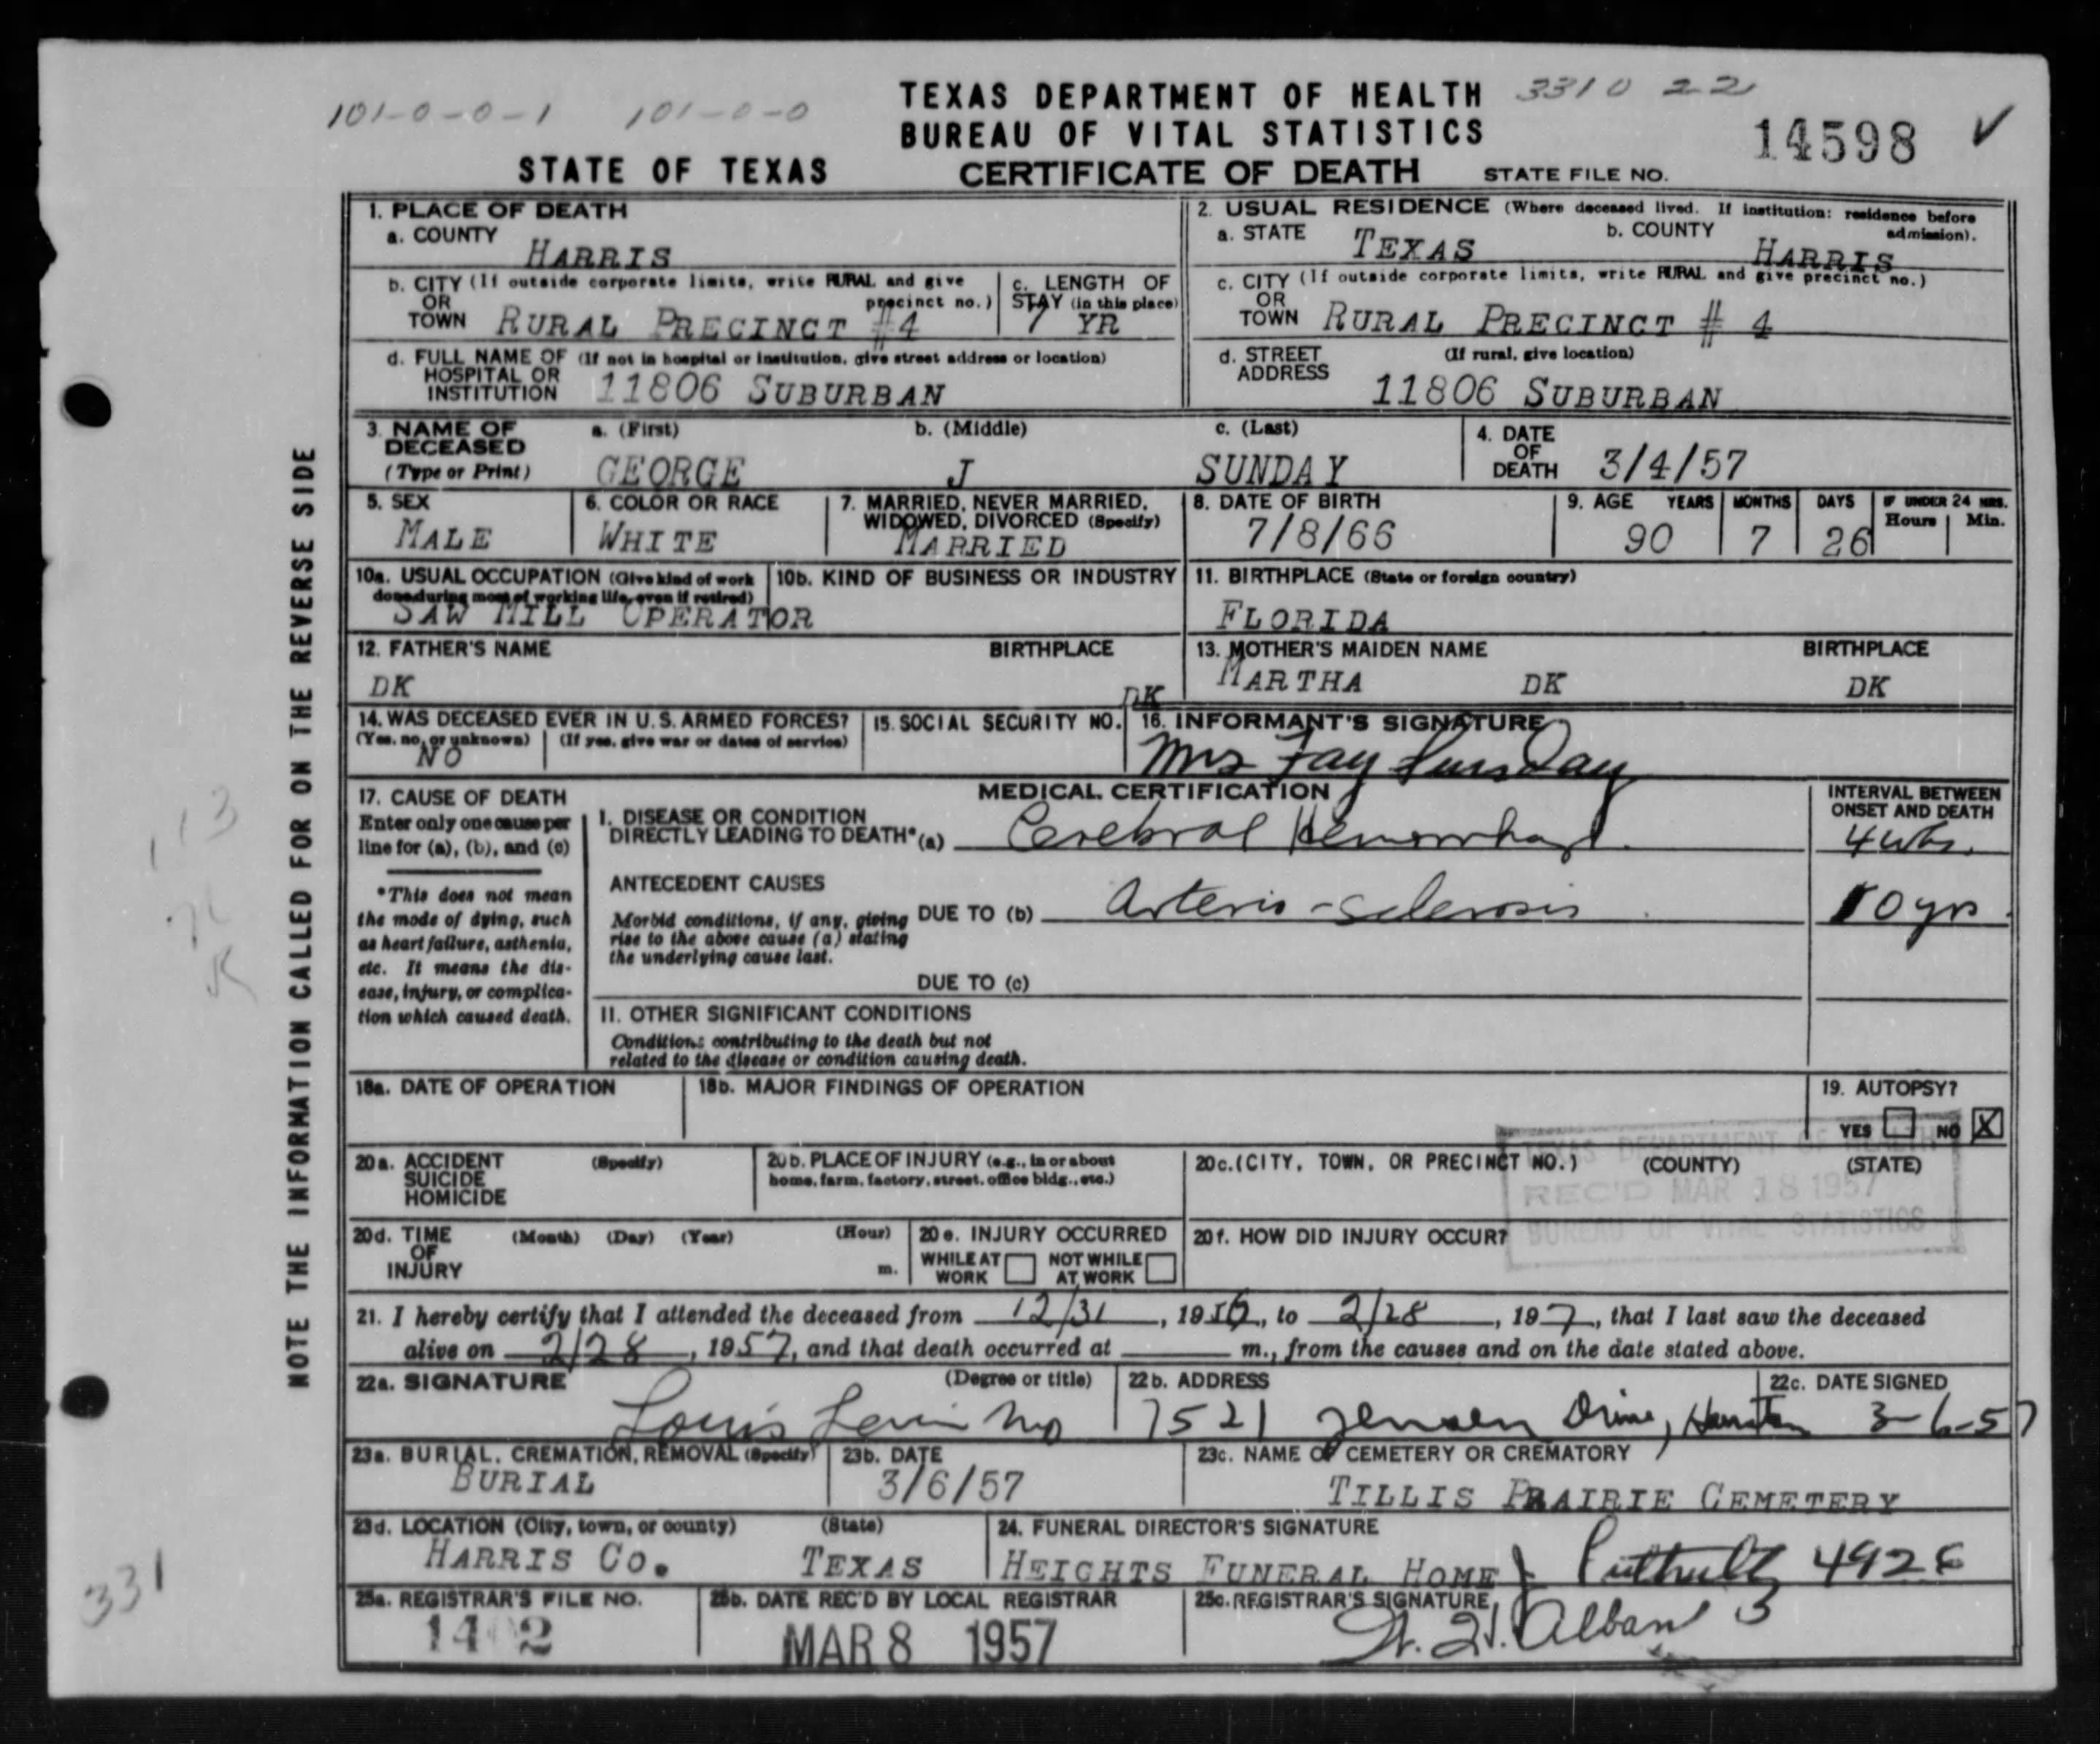 101-0-0-1 101-0-0 TEXAS DEPARTMENT OF HEALTH 3310 22
BUREAU OF VITAL STATISTICS 14598 ✓
STATE OF TEXAS CERTIFICATE OF DEATH STATE FILE NO.
1. PLACE OF DEATH
a. COUNTY HARRIS
2. USUAL RESIDENCE (Where deceased lived. If institution: residence before admission).
a. STATE TEXAS b. COUNTY HARRIS
b. CITY (If outside corporate limits, write RURAL and give precinct no.)
OR
TOWN RURAL PRECINCT #4
c. LENGTH OF
STAY (in this place)
7 YR
c. CITY (If outside corporate limits, write RURAL and give precinct no.)
OR
TOWN RURAL PRECINCT # 4
d. FULL NAME OF (If not in hospital or institution, give street address or location)
HOSPITAL OR
INSTITUTION 11806 SUBURBAN
d. STREET (If rural, give location)
ADDRESS 11806 SUBURBAN
3. NAME OF a. (First) b. (Middle) c. (Last)
DECEASED
(Type or Print) GEORGE J SUNDAY
4. DATE
OF
DEATH 3/4/57
5. SEX
MALE
6. COLOR OR RACE
WHITE
7. MARRIED, NEVER MARRIED,
WIDOWED, DIVORCED (Specify)
MARRIED
8. DATE OF BIRTH
7/8/66
9. AGE YEARS MONTHS DAYS IF UNDER 24 HRS.
Hours Min.
90 7 26
10a. USUAL OCCUPATION (Give kind of work
done during most of working life, even if retired)
SAW MILL OPERATOR
10b. KIND OF BUSINESS OR INDUSTRY
11. BIRTHPLACE (State or foreign country)
FLORIDA
12. FATHER'S NAME BIRTHPLACE
DK DK
13. MOTHER'S MAIDEN NAME BIRTHPLACE
MARTHA DK DK
14. WAS DECEASED EVER IN U.S. ARMED FORCES?
(Yes, no, or unknown) (If yes, give war or dates of service)
NO
15. SOCIAL SECURITY NO.
16. INFORMANT'S SIGNATURE
Mrs Fay Sunday
17. CAUSE OF DEATH
Enter only one cause per
line for (a), (b), and (c)
*This does not mean
the mode of dying, such
as heart failure, asthenia,
etc. It means the dis-
ease, injury, or complica-
tion which caused death.
MEDICAL CERTIFICATION
INTERVAL BETWEEN
ONSET AND DEATH
I. DISEASE OR CONDITION
DIRECTLY LEADING TO DEATH* (a) Cerebral Hemorrhage 4 wks.
ANTECEDENT CAUSES
Morbid conditions, if any, giving
rise to the above cause (a) stating
the underlying cause last.
DUE TO (b) Arterio-sclerosis 10 yrs
DUE TO (c)
II. OTHER SIGNIFICANT CONDITIONS
Conditions contributing to the death but not
related to the disease or condition causing death.
18a. DATE OF OPERATION 18b. MAJOR FINDINGS OF OPERATION
19. AUTOPSY?
YES NO X
TEXAS DEPARTMENT OF HEALTH
REC'D MAR 18 1957
BUREAU OF VITAL STATISTICS
20a. ACCIDENT (Specify)
SUICIDE
HOMICIDE
20b. PLACE OF INJURY (e.g., in or about
home, farm, factory, street, office bldg., etc.)
20c. (CITY, TOWN, OR PRECINCT NO.) (COUNTY) (STATE)
20d. TIME (Month) (Day) (Year) (Hour)
OF
INJURY m.
20e. INJURY OCCURRED
WHILE AT
WORK
NOT WHILE
AT WORK
20f. HOW DID INJURY OCCUR?
21. I hereby certify that I attended the deceased from 12/31, 1956, to 2/28, 197, that I last saw the deceased
alive on 2/28, 1957, and that death occurred at m., from the causes and on the date stated above.
22a. SIGNATURE (Degree or title)
Louis Levin MD
22b. ADDRESS
7521 Jensen Drive, Houston
22c. DATE SIGNED
3-6-57
23a. BURIAL, CREMATION, REMOVAL (Specify)
BURIAL
23b. DATE
3/6/57
23c. NAME OF CEMETERY OR CREMATORY
TILLIS PRAIRIE CEMETERY
23d. LOCATION (City, town, or county) (State)
HARRIS CO. TEXAS
24. FUNERAL DIRECTOR'S SIGNATURE
HEIGHTS FUNERAL HOME
25a. REGISTRAR'S FILE NO.
1402
25b. DATE REC'D BY LOCAL REGISTRAR
MAR 8 1957
25c. REGISTRAR'S SIGNATURE
Alban
NOTE THE INFORMATION CALLED FOR ON THE REVERSE SIDE
331